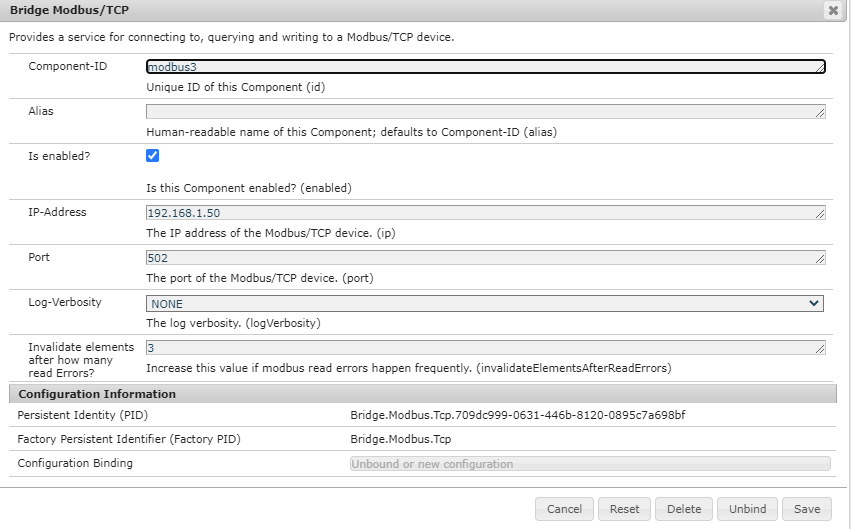 Bridge Modbus/TCP
Provides a service for connecting to, querying and writing to a Modbus/TCP device.
Component-ID
modbus3
Unique ID of this Component (id)
Alias
Human-readable name of this Component; defaults to Component-ID (alias)
Is enabled?
Is this Component enabled? (enabled)
IP-Address
192.168.1.50
The IP address of the Modbus/TCP device. (ip)
Port
502
The port of the Modbus/TCP device. (port)
Log-Verbosity
NONE
The log verbosity. (logVerbosity)
Invalidate elements
after how many
read Errors?
3
Increase this value if modbus read errors happen frequently. (invalidateElementsAfterReadErrors)
Configuration Information
Persistent Identity (PID)
Bridge.Modbus.Tcp.709dc999-0631-446b-8120-0895c7a698bf
Factory Persistent Identifier (Factory PID)
Bridge.Modbus.Tcp
Configuration Binding
Unbound or new configuration
Cancel
Reset
Delete
Unbind
Save